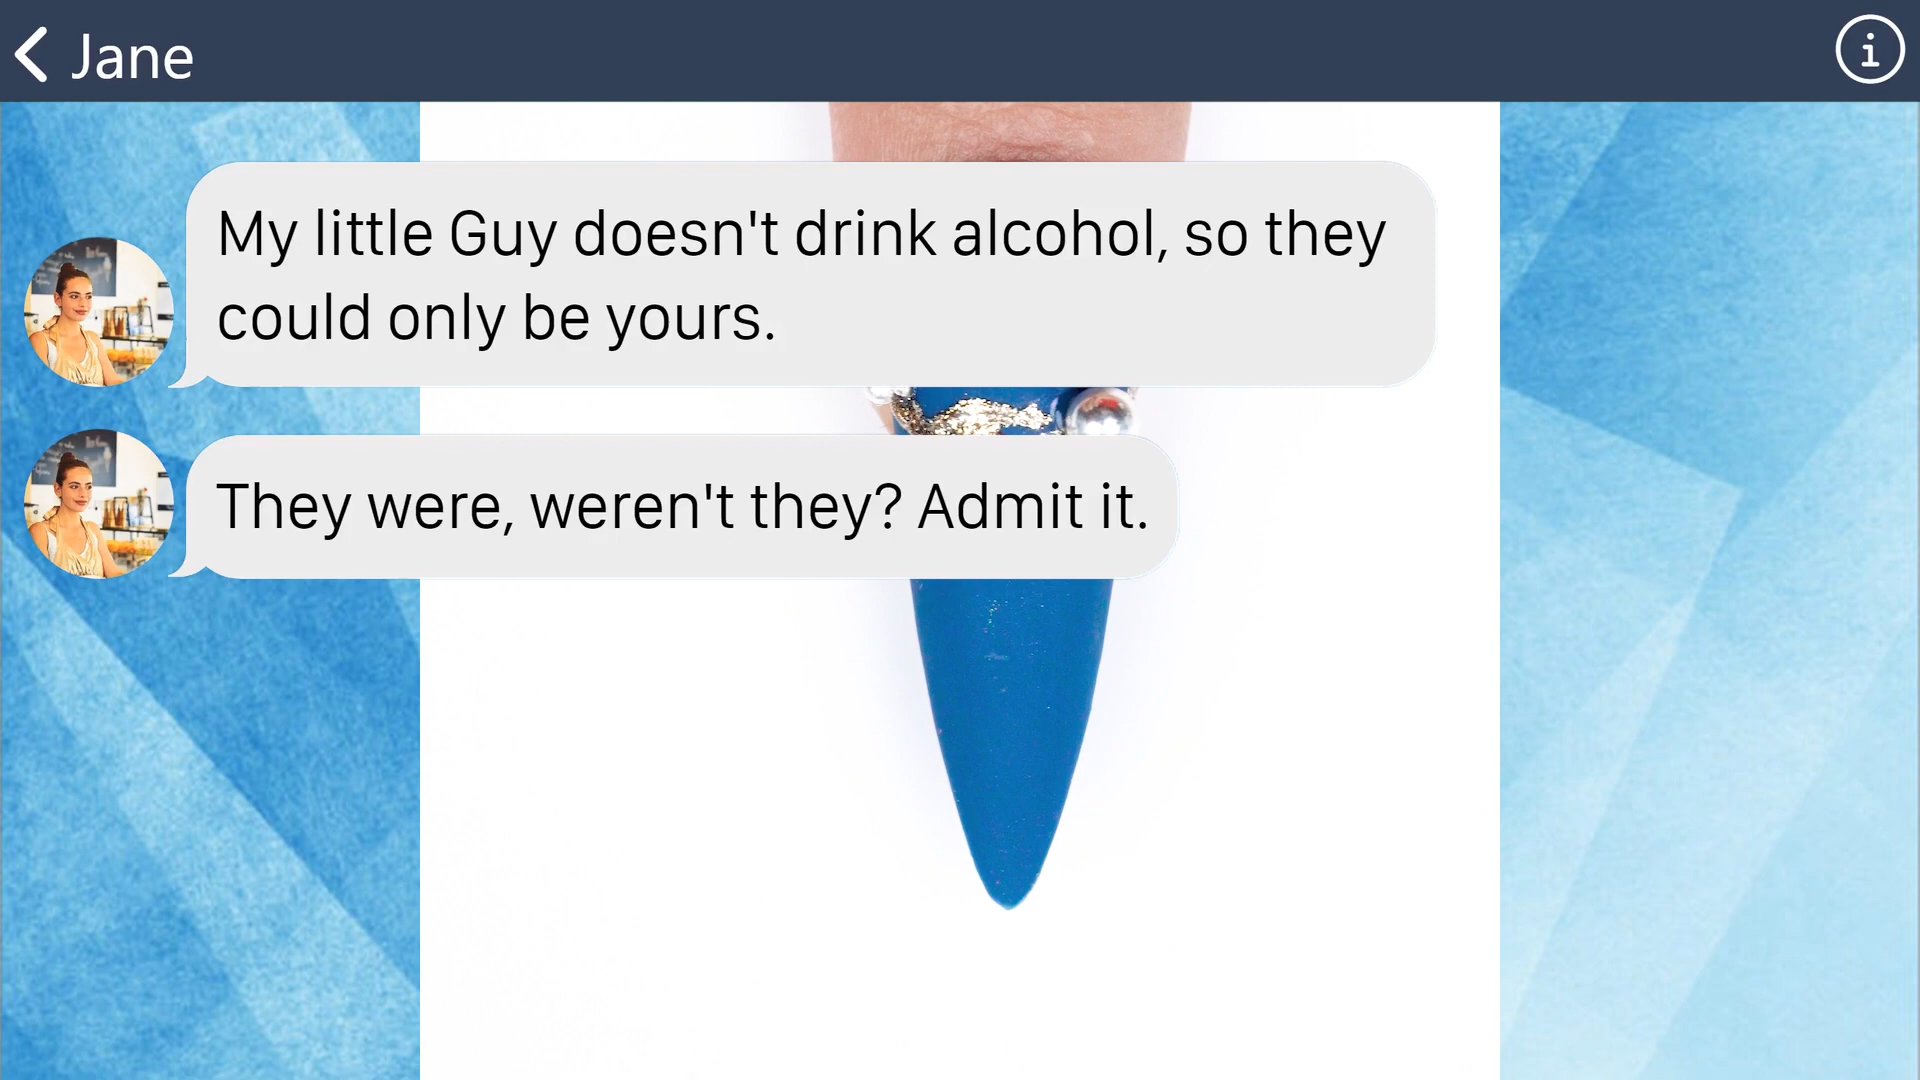 Jane
My little Guy doesn't drink alcohol, so they
could only be yours.
They were, weren't they? Admit it.